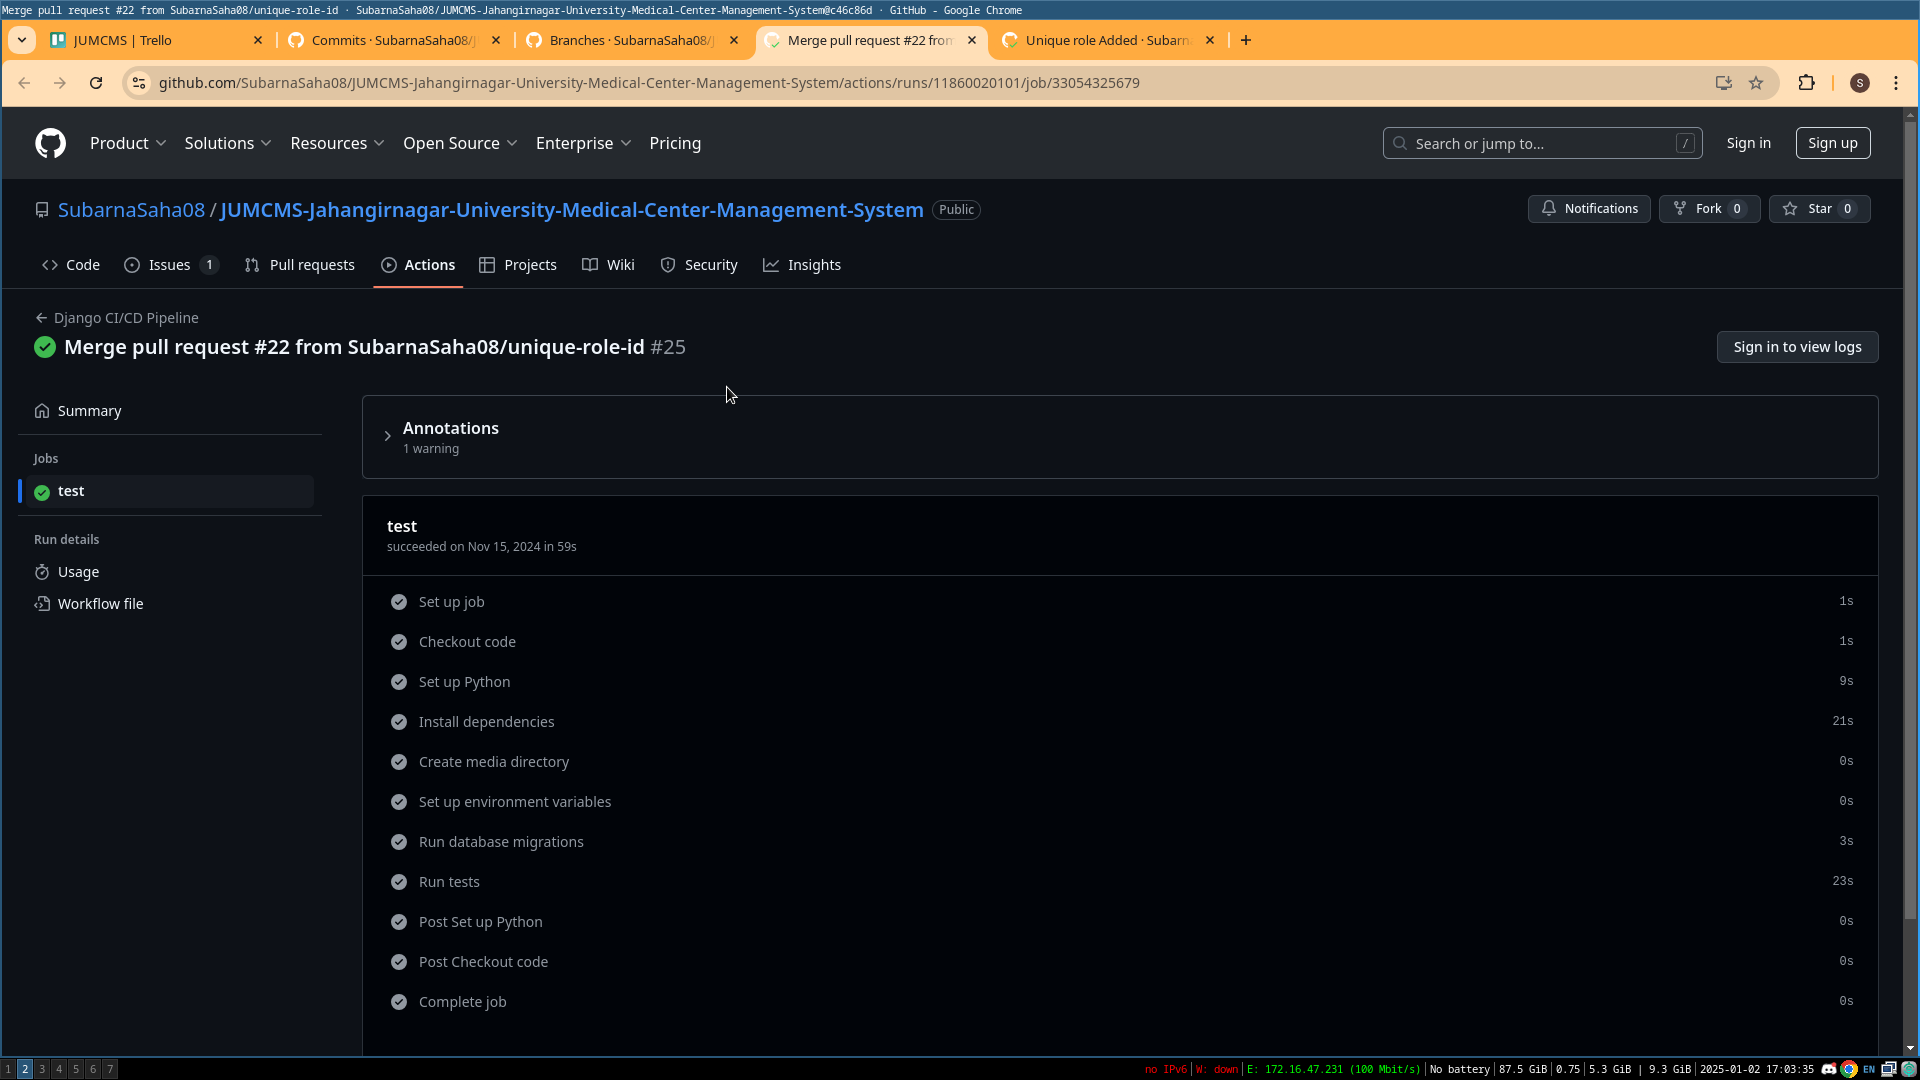 Merge pull request #22 from SubarnaSaha08/unique-role-id · SubarnaSaha08/JUMCMS-Jahangirnagar-University-Medical-Center-Management-System@c46c86d · GitHub - Google Chrome
JUMCMS | Trello
Commits · SubarnaSaha08/J
Branches · SubarnaSaha08/J
Merge pull request #22 from
Unique role Added · Subarn
github.com/SubarnaSaha08/JUMCMS-Jahangirnagar-University-Medical-Center-Management-System/actions/runs/11860020101/job/33054325679
S
Product
Solutions
Resources
Open Source
Enterprise
Pricing
Search or jump to...
/
Sign in
Sign up
SubarnaSaha08 / JUMCMS-Jahangirnagar-University-Medical-Center-Management-System
Public
Notifications
Fork 0
Star 0
Code
Issues 1
Pull requests
Actions
Projects
Wiki
Security
Insights
Django CI/CD Pipeline
Merge pull request #22 from SubarnaSaha08/unique-role-id #25
Sign in to view logs
Summary
Jobs
test
Run details
Usage
Workflow file
Annotations
1 warning
test
succeeded on Nov 15, 2024 in 59s
Set up job 1s
Checkout code 1s
Set up Python 9s
Install dependencies 21s
Create media directory 0s
Set up environment variables 0s
Run database migrations 3s
Run tests 23s
Post Set up Python 0s
Post Checkout code 0s
Complete job 0s
1 2 3 4 5 6 7
no IPv6 | W: down | E: 172.16.47.231 (100 Mbit/s) | No battery | 87.5 GiB | 0.75 | 5.3 GiB | 9.3 GiB | 2025-01-02 17:03:35
EN